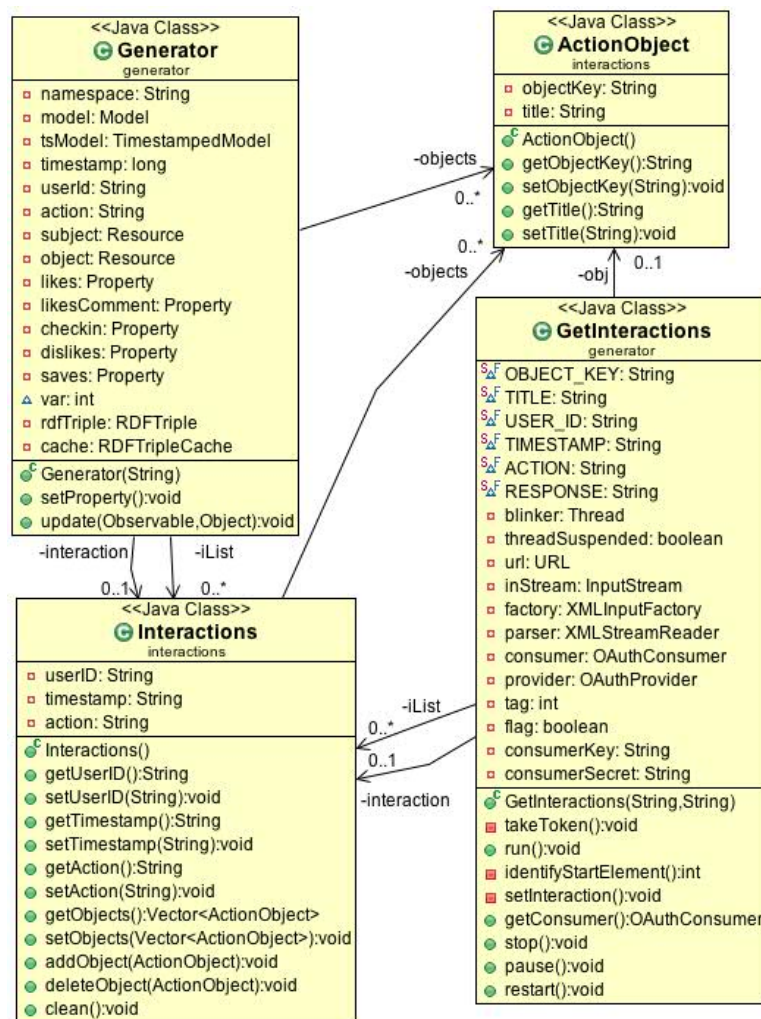 <<Java Class>>
Generator
generator
namespace: String
model: Model
tsModel: TimestampedModel
timestamp: long
userId: String
action: String
subject: Resource
object: Resource
likes: Property
likesComment: Property
checkin: Property
dislikes: Property
saves: Property
var: int
rdfTriple: RDFTriple
cache: RDFTripleCache
Generator(String)
setProperty():void
update(Observable,Object):void
<<Java Class>>
ActionObject
interactions
objectKey: String
title: String
ActionObject()
getObjectKey():String
setObjectKey(String):void
getTitle():String
setTitle(String):void
-objects
0..*
0..*
-objects
0..1
-obj
<<Java Class>>
GetInteractions
generator
OBJECT_KEY: String
TITLE: String
USER_ID: String
TIMESTAMP: String
ACTION: String
RESPONSE: String
blinker: Thread
threadSuspended: boolean
url: URL
inStream: InputStream
factory: XMLInputFactory
parser: XMLStreamReader
consumer: OAuthConsumer
provider: OAuthProvider
tag: int
flag: boolean
consumerKey: String
consumerSecret: String
GetInteractions(String,String)
takeToken():void
run():void
identifyStartElement():int
setInteraction():void
getConsumer():OAuthConsumer
stop():void
pause():void
restart():void
-interaction
-iList
0..1
0..*
<<Java Class>>
Interactions
interactions
userID: String
timestamp: String
action: String
Interactions()
getUserID():String
setUserID(String):void
getTimestamp():String
setTimestamp(String):void
getAction():String
setAction(String):void
getObjects():Vector<ActionObject>
setObjects(Vector<ActionObject>):void
addObject(ActionObject):void
deleteObject(ActionObject):void
clean():void
-iList
0..*
0..1
-interaction